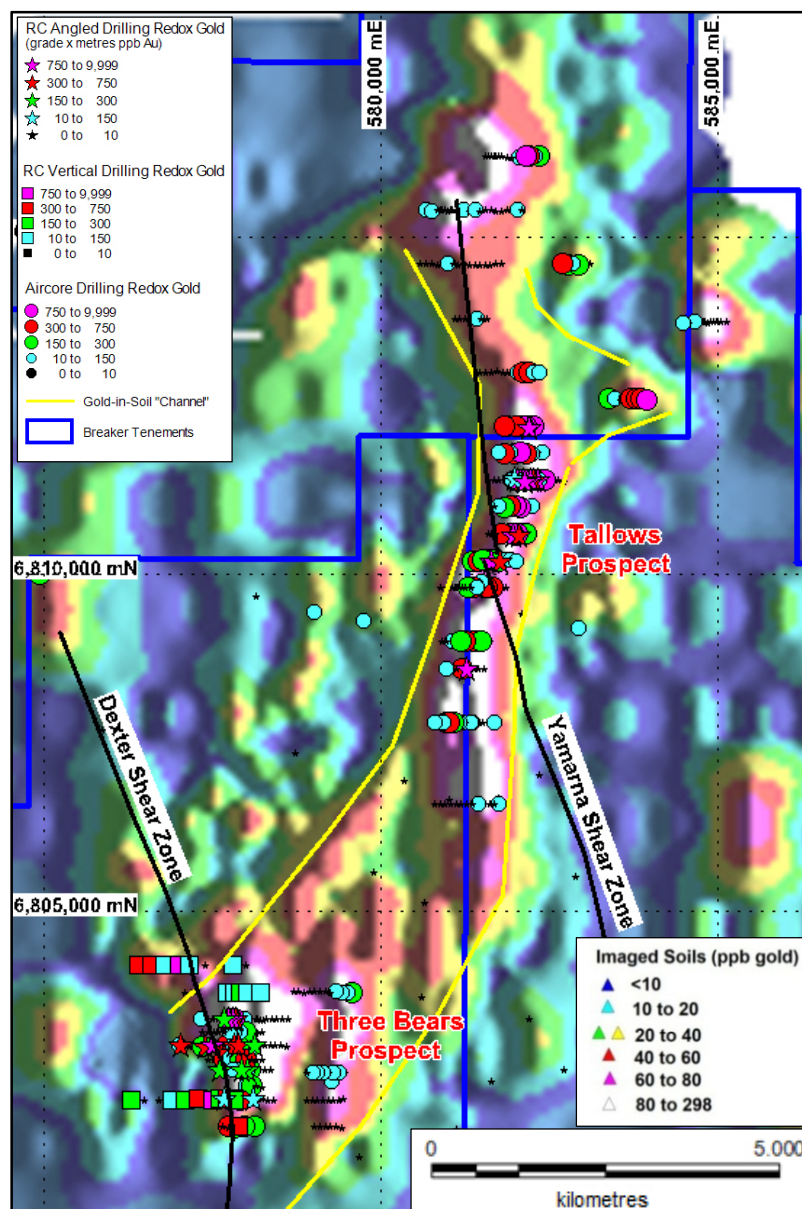 RC Angled Drilling Redox Gold
(grade x metres ppb Au)
750 to 9,999
300 to 750
150 to 300
10 to 150
0 to 10
RC Vertical Drilling Redox Gold
750 to 9,999
300 to 750
150 to 300
10 to 150
0 to 10
Aircore Drilling Redox Gold
750 to 9,999
300 to 750
150 to 300
10 to 150
0 to 10
Gold-in-Soil "Channel"
Breaker Tenements
580,000 mE
585,000 mE
Tallows
Prospect
6,810,000 mN
Dexter Shear Zone
Yamarna Shear Zone
6,805,000 mN
Three Bears
Prospect
Imaged Soils (ppb gold)
<10
10 to 20
20 to 40
40 to 60
60 to 80
80 to 298
0
5.000
kilometres